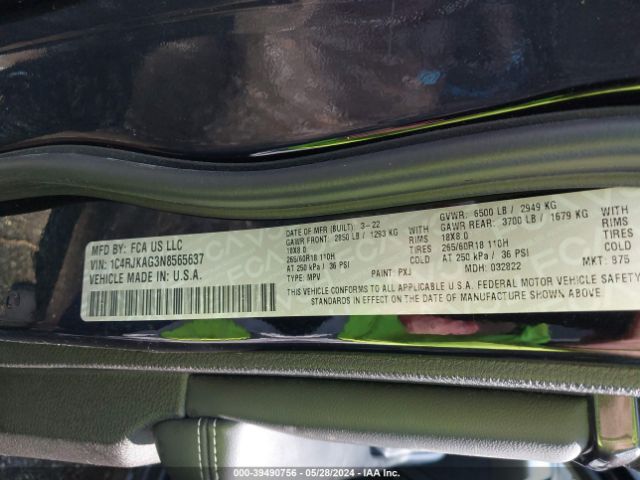 MFD BY: FCA US LLC
VIN: 1C4RJKAG3N8565637
VEHICLE MADE IN U.S.A.
DATE OF MFR (BUILT): 3-22
GAWR FRONT: 2850 LB / 1293 KG WITH
18X8.0 RIMS
265/60R18 110H TIRES
AT 250 kPa / 36 PSI COLD
TYPE: MPV PAINT: PXJ
GVWR: 6500 LB / 2949 KG
GAWR REAR: 3700 LB / 1679 KG WITH
18X8.0 RIMS
265/60R18 110H TIRES
AT 250 kPa / 36 PSI COLD
MDH: 032822 MKT: 875
THIS VEHICLE CONFORMS TO ALL APPLICABLE U.S.A. FEDERAL MOTOR VEHICLE SAFETY
STANDARDS IN EFFECT ON THE DATE OF MANUFACTURE SHOWN ABOVE.
000-39490756 - 05/28/2024 - IAA Inc.